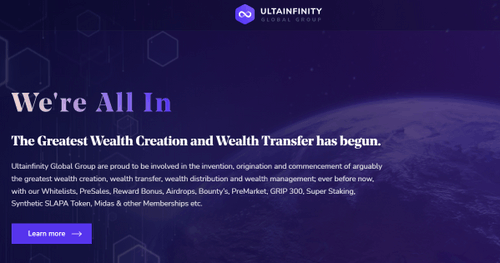 ULTAINFINITY
GLOBAL GROUP
We're All In
The Greatest Wealth Creation and Wealth Transfer has begun.
Ultainfinity Global Group are proud to be involved in the invention, origination and commencement of arguably
the greatest wealth creation, wealth transfer, wealth distribution and wealth management; ever before now,
with our Whitelists, PreSales, Reward Bonus, Airdrops, Bounty's, PreMarket, GRIP 300, Super Staking,
Synthetic SLAPA Token, Midas & other Memberships etc.
Learn more